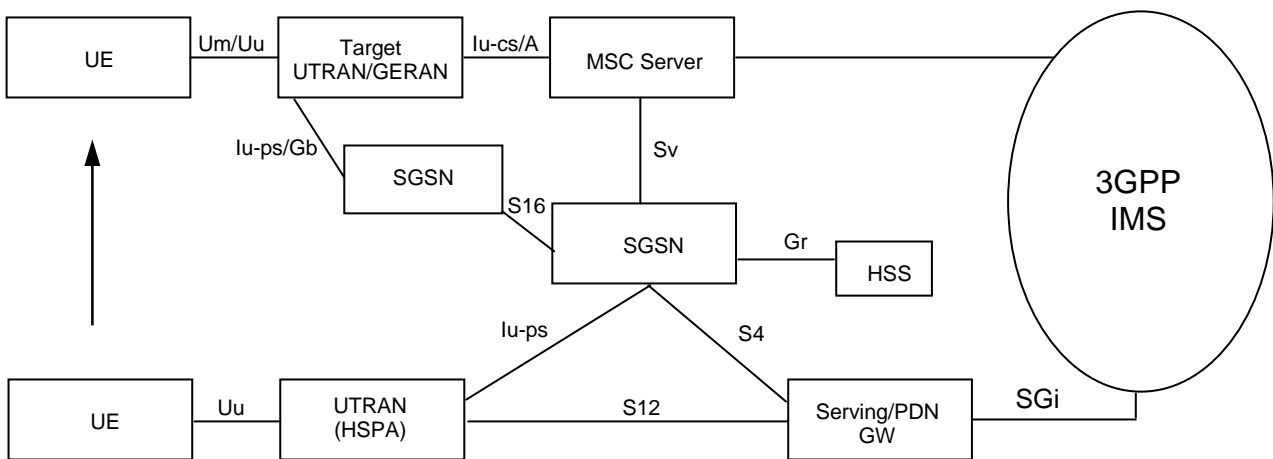 UE
Um/Uu
Target
UTRAN/GERAN
Iu-cs/A
MSC Server
Iu-ps/Gb
SGSN
S16
Sv
SGSN
Gr
HSS
3GPP
IMS
Iu-ps
S4
UE
Uu
UTRAN
(HSPA)
S12
Serving/PDN
GW
SGi